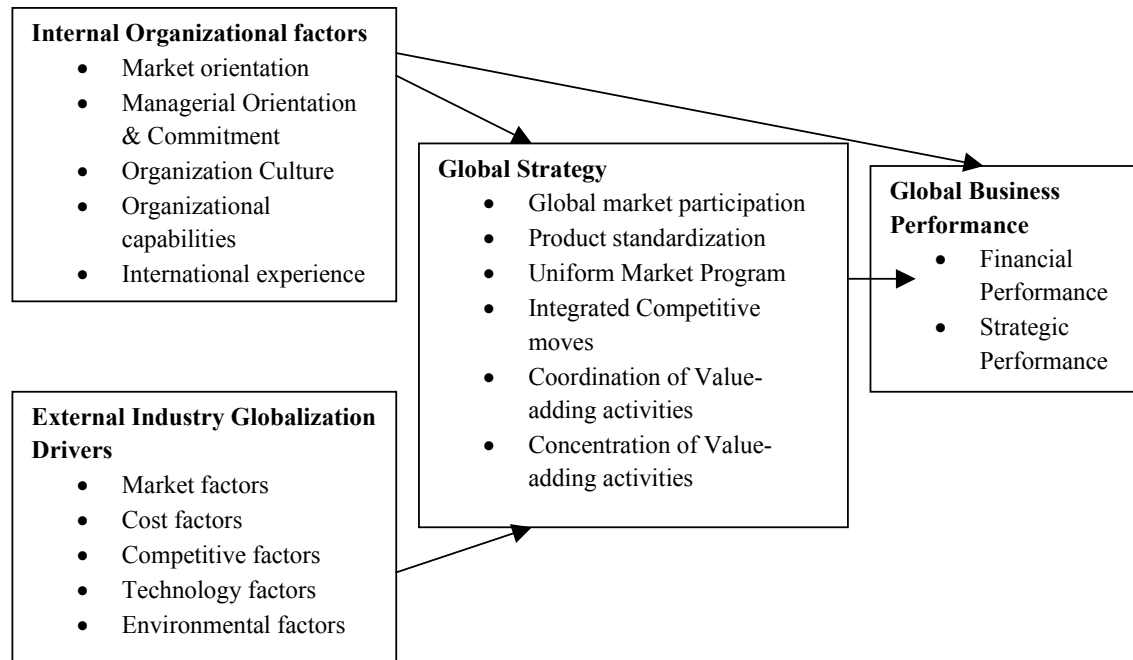 Internal Organizational factors
• Market orientation
• Managerial Orientation
& Commitment
• Organization Culture
• Organizational
capabilities
• International experience
Global Strategy
• Global market participation
• Product standardization
• Uniform Market Program
• Integrated Competitive
moves
• Coordination of Value-
adding activities
• Concentration of Value-
adding activities
Global Business
Performance
• Financial
Performance
• Strategic
Performance
External Industry Globalization
Drivers
• Market factors
• Cost factors
• Competitive factors
• Technology factors
• Environmental factors